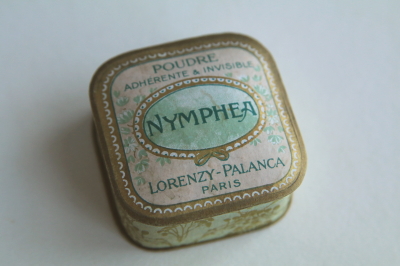 POUDRE
ADHERENTE & INVISIBLE
NYMPHEA
LORENZY-PALANCA
PARIS